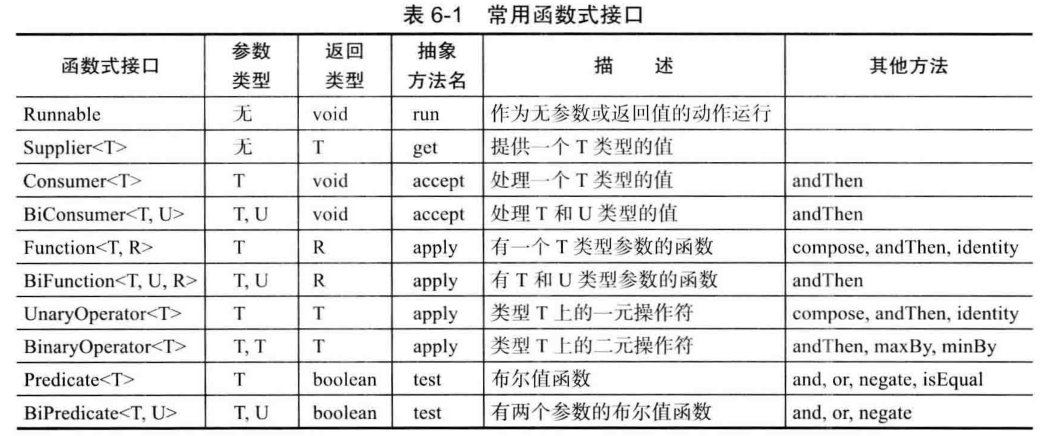 表 6-1 常用函数式接口
函数式接口 参数类型 返回类型 抽象方法名 描 述 其他方法
Runnable 无 void run 作为无参数或返回值的动作运行
Supplier<T> 无 T get 提供一个 T 类型的值
Consumer<T> T void accept 处理一个 T 类型的值 andThen
BiConsumer<T, U> T, U void accept 处理 T 和 U 类型的值 andThen
Function<T, R> T R apply 有一个 T 类型参数的函数 compose, andThen, identity
BiFunction<T, U, R> T, U R apply 有 T 和 U 类型参数的函数 andThen
UnaryOperator<T> T T apply 类型 T 上的一元操作符 compose, andThen, identity
BinaryOperator<T> T, T T apply 类型 T 上的二元操作符 andThen, maxBy, minBy
Predicate<T> T boolean test 布尔值函数 and, or, negate, isEqual
BiPredicate<T, U> T, U boolean test 有两个参数的布尔值函数 and, or, negate